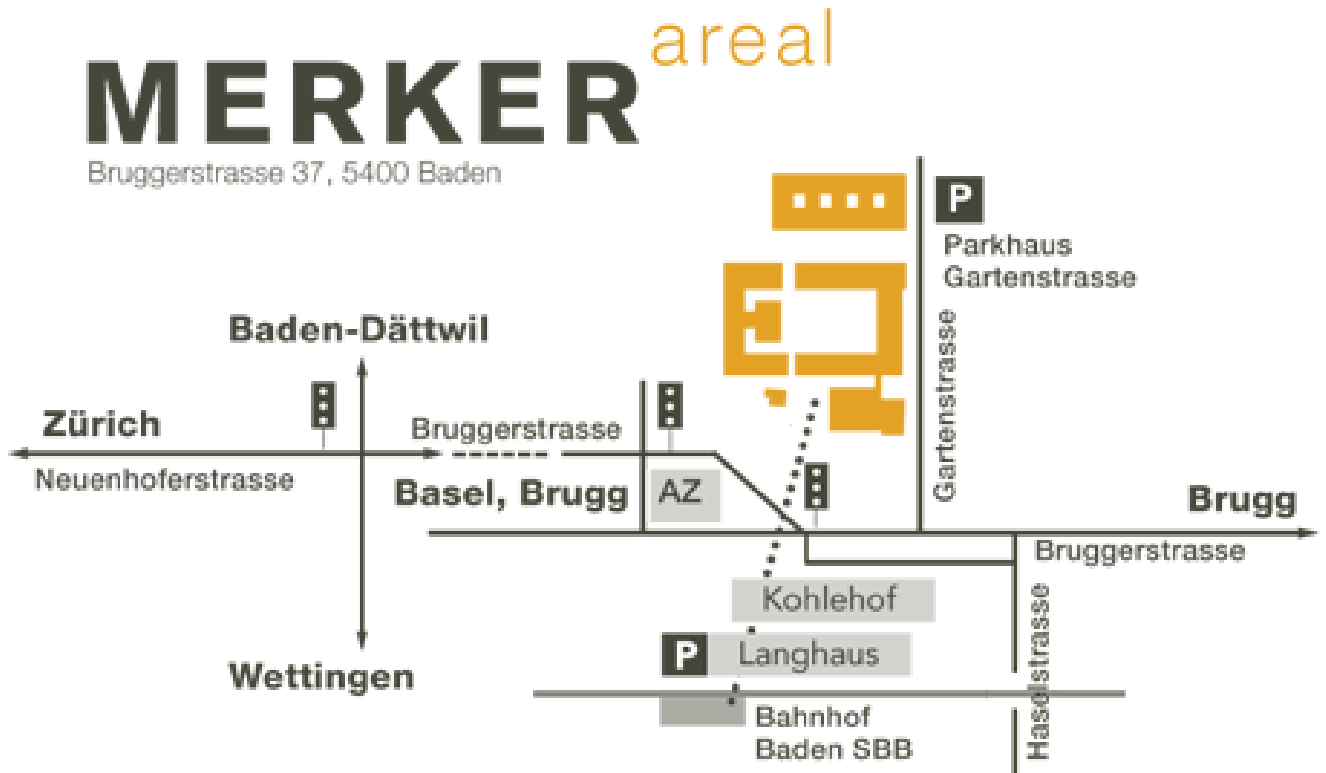 areal
MERKER
Bruggerstrasse 37, 5400 Baden
P
Parkhaus
Gartenstrasse
Baden-Dättwil
Gartenstrasse
Zürich
Bruggerstrasse
Neuenhoferstrasse
Basel, Brugg
AZ
Brugg
Bruggerstrasse
Kohlehof
Haselstrasse
P
Langhaus
Wettingen
Bahnhof
Baden SBB